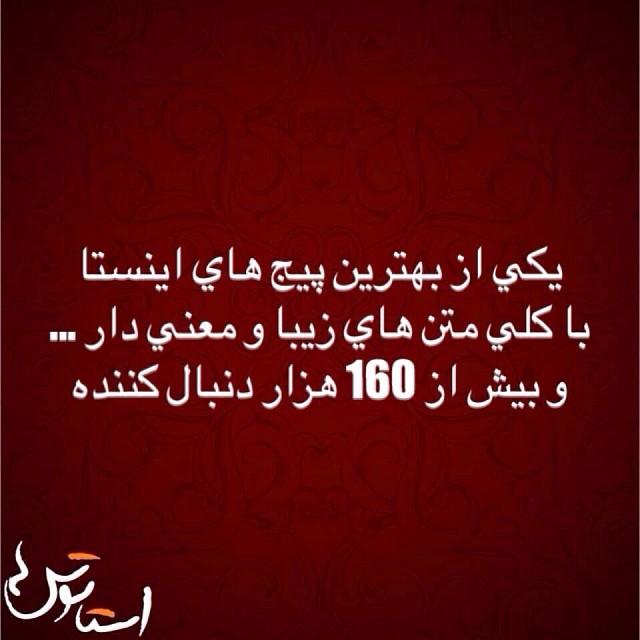 يكي از بهترين پيج هاي اينستا
با كلي متن هاي زيبا و معني دار ...
و بيش از 160 هزار دنبال كننده
استاتوس